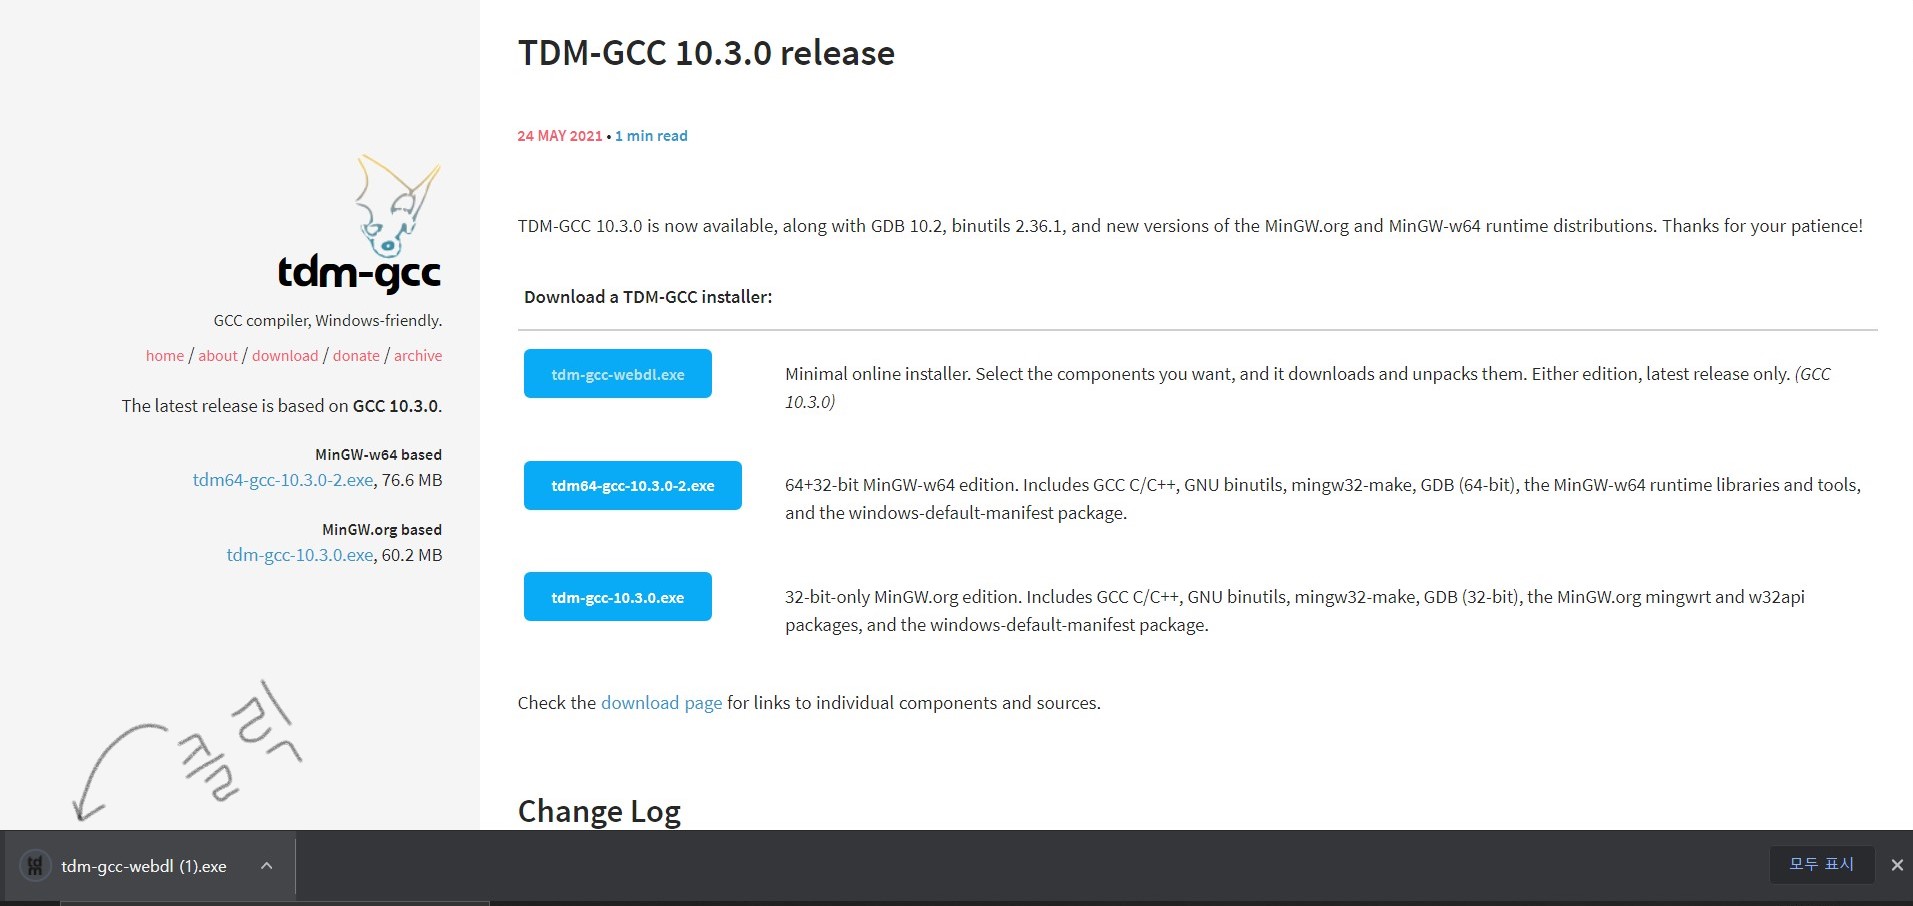 tdm-gcc
GCC compiler, Windows-friendly.
home / about / download / donate / archive
The latest release is based on GCC 10.3.0.
MinGW-w64 based
tdm64-gcc-10.3.0-2.exe, 76.6 MB
MinGW.org based
tdm-gcc-10.3.0.exe, 60.2 MB
TDM-GCC 10.3.0 release
24 MAY 2021 • 1 min read
TDM-GCC 10.3.0 is now available, along with GDB 10.2, binutils 2.36.1, and new versions of the MinGW.org and MinGW-w64 runtime distributions. Thanks for your patience!
Download a TDM-GCC installer:
tdm-gcc-webdl.exe
Minimal online installer. Select the components you want, and it downloads and unpacks them. Either edition, latest release only. (GCC
10.3.0)
tdm64-gcc-10.3.0-2.exe
64+32-bit MinGW-w64 edition. Includes GCC C/C++, GNU binutils, mingw32-make, GDB (64-bit), the MinGW-w64 runtime libraries and tools,
and the windows-default-manifest package.
tdm-gcc-10.3.0.exe
32-bit-only MinGW.org edition. Includes GCC C/C++, GNU binutils, mingw32-make, GDB (32-bit), the MinGW.org mingwrt and w32api
packages, and the windows-default-manifest package.
Check the download page for links to individual components and sources.
Change Log
tdm
tdm-gcc-webdl (1).exe
모두 표시